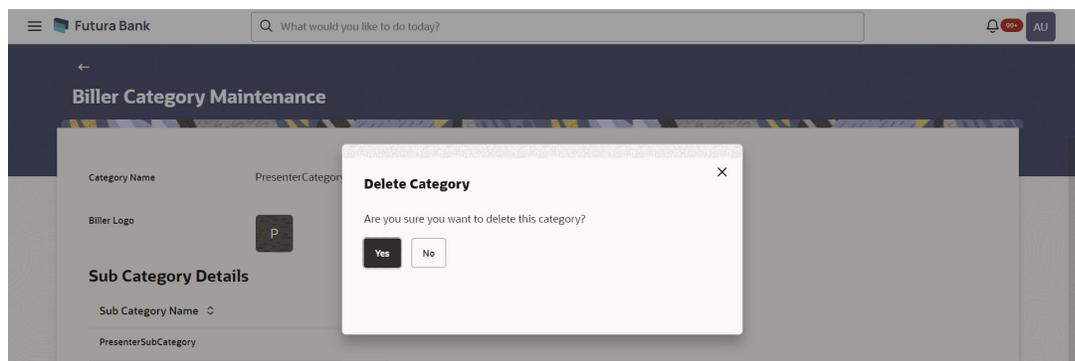 Futura Bank
What would you like to do today?
99+
AU
Biller Category Maintenance
Category Name PresenterCategory
Biller Logo
P
Sub Category Details
Sub Category Name
PresenterSubCategory
Delete Category
Are you sure you want to delete this category?
Yes No